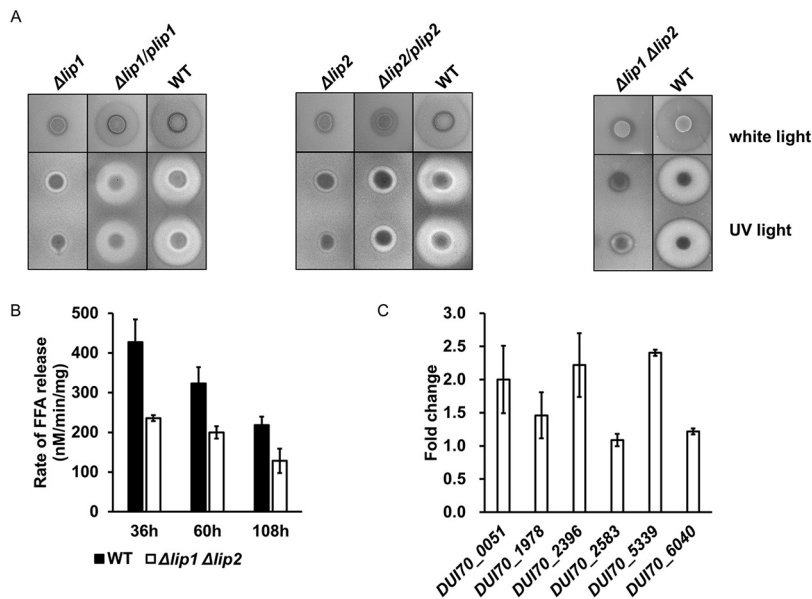 A
Δlip1
Δlip1/plip1
WT
Δlip2
Δlip2/plip2
WT
Δlip1 Δlip2
WT
white light
UV light
B
Rate of FFA release
(nM/min/mg)
500
400
300
200
100
0
36h
60h
108h
WT Δlip1 Δlip2
C
Fold change
3.0
2.5
2.0
1.5
1.0
0.5
0.0
DUI70_0051
DUI70_1978
DUI70_2396
DUI70_2583
DUI70_5339
DUI70_6040